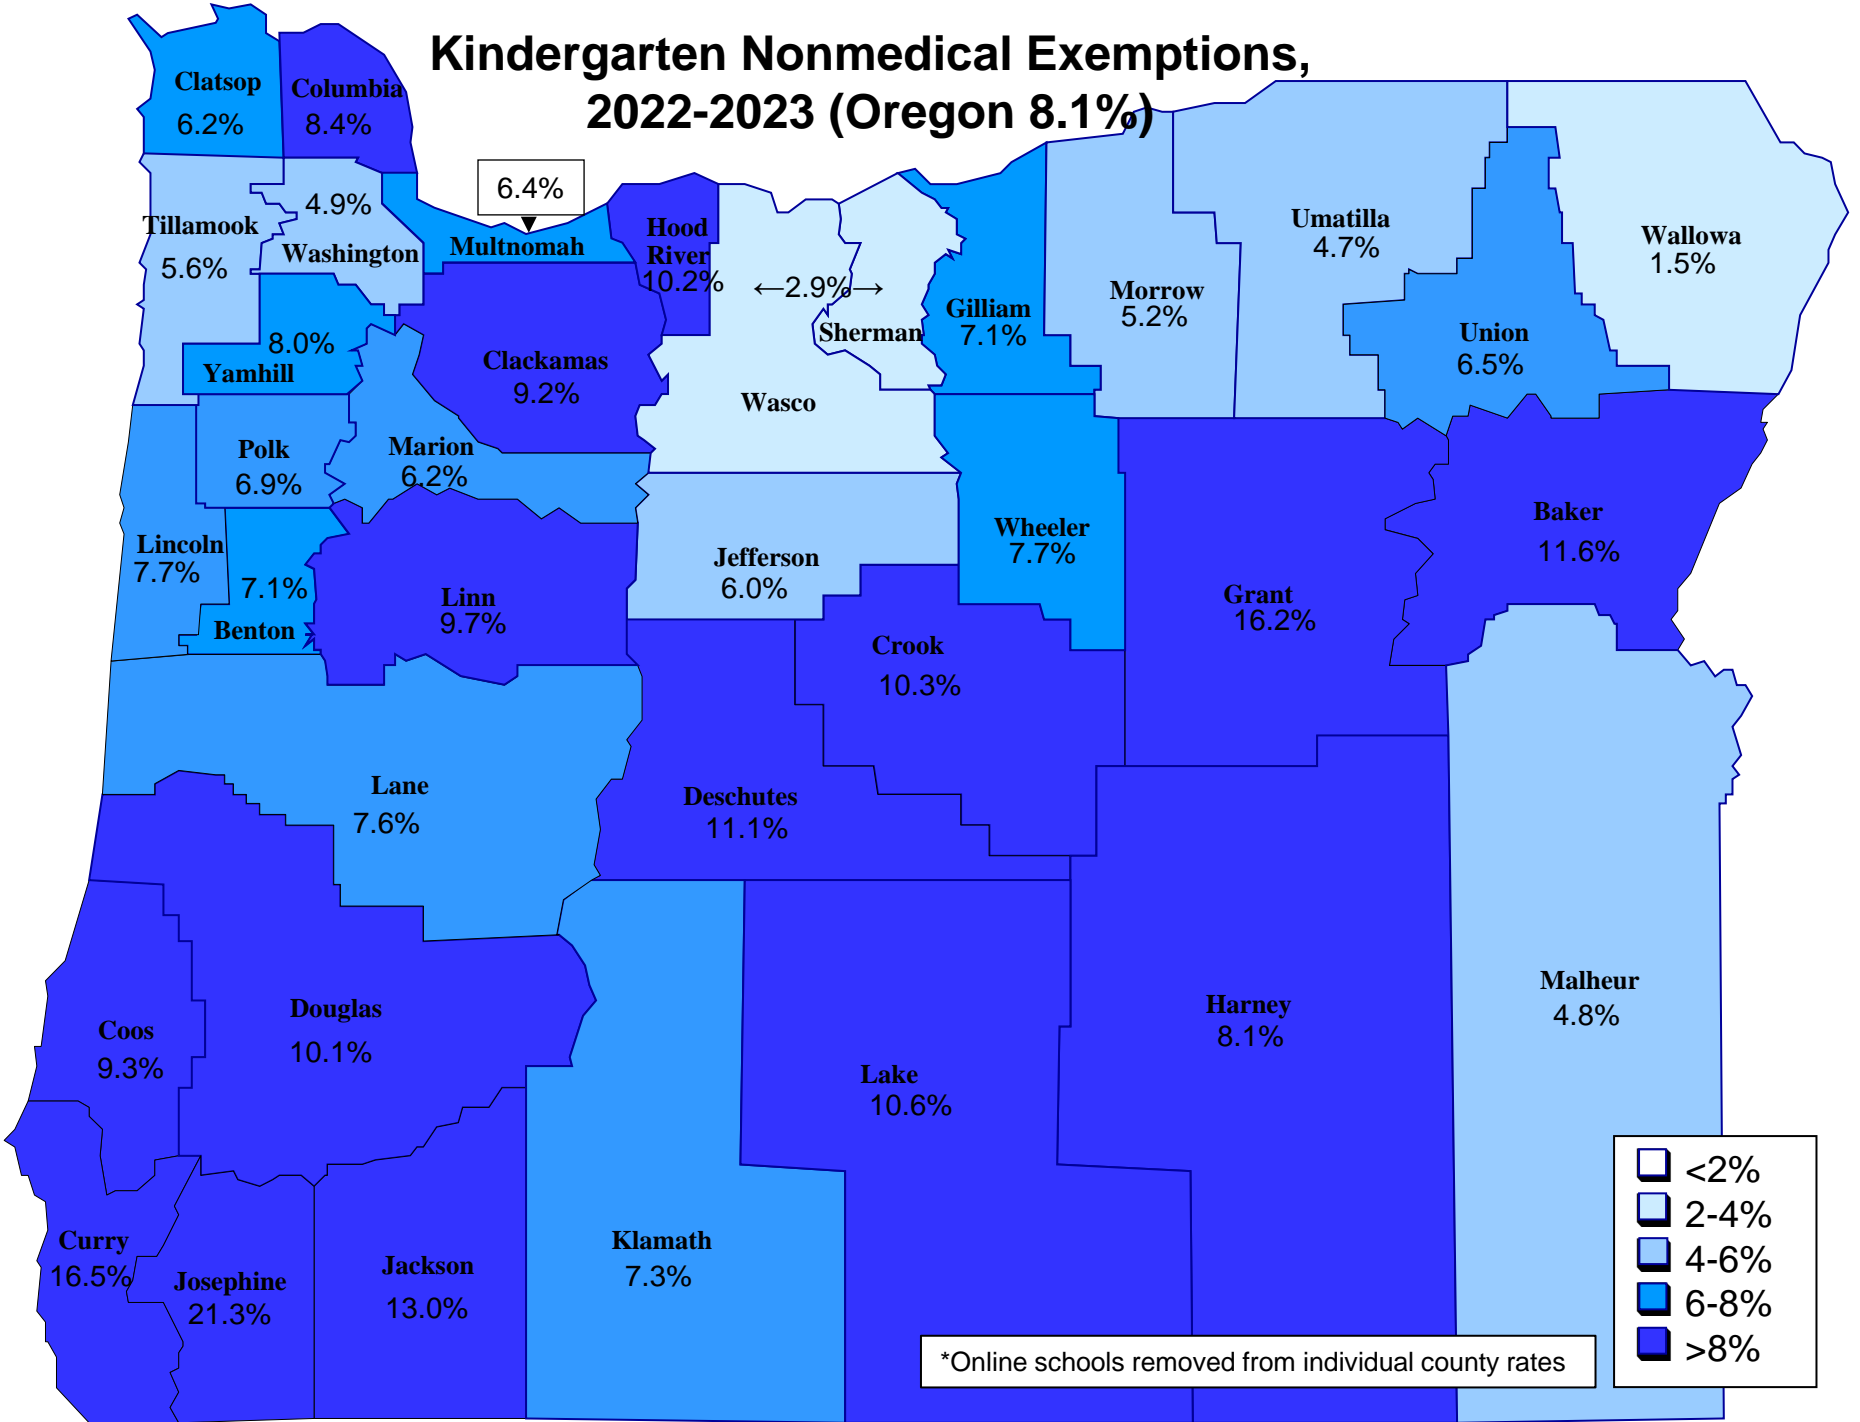 Kindergarten Nonmedical Exemptions,
2022-2023 (Oregon 8.1%)
Clatsop
6.2%
Columbia
8.4%
Tillamook
5.6%
4.9%
Washington
6.4%
Multnomah
Hood
River
10.2%
←2.9%→
Sherman
Wasco
Gilliam
7.1%
Morrow
5.2%
Umatilla
4.7%
Wallowa
1.5%
Union
6.5%
8.0%
Yamhill
Clackamas
9.2%
Polk
6.9%
Marion
6.2%
Lincoln
7.7%
7.1%
Benton
Linn
9.7%
Jefferson
6.0%
Wheeler
7.7%
Grant
16.2%
Baker
11.6%
Crook
10.3%
Lane
7.6%
Deschutes
11.1%
Coos
9.3%
Douglas
10.1%
Lake
10.6%
Harney
8.1%
Malheur
4.8%
Curry
16.5%
Josephine
21.3%
Jackson
13.0%
Klamath
7.3%
<2%
2-4%
4-6%
6-8%
>8%
*Online schools removed from individual county rates